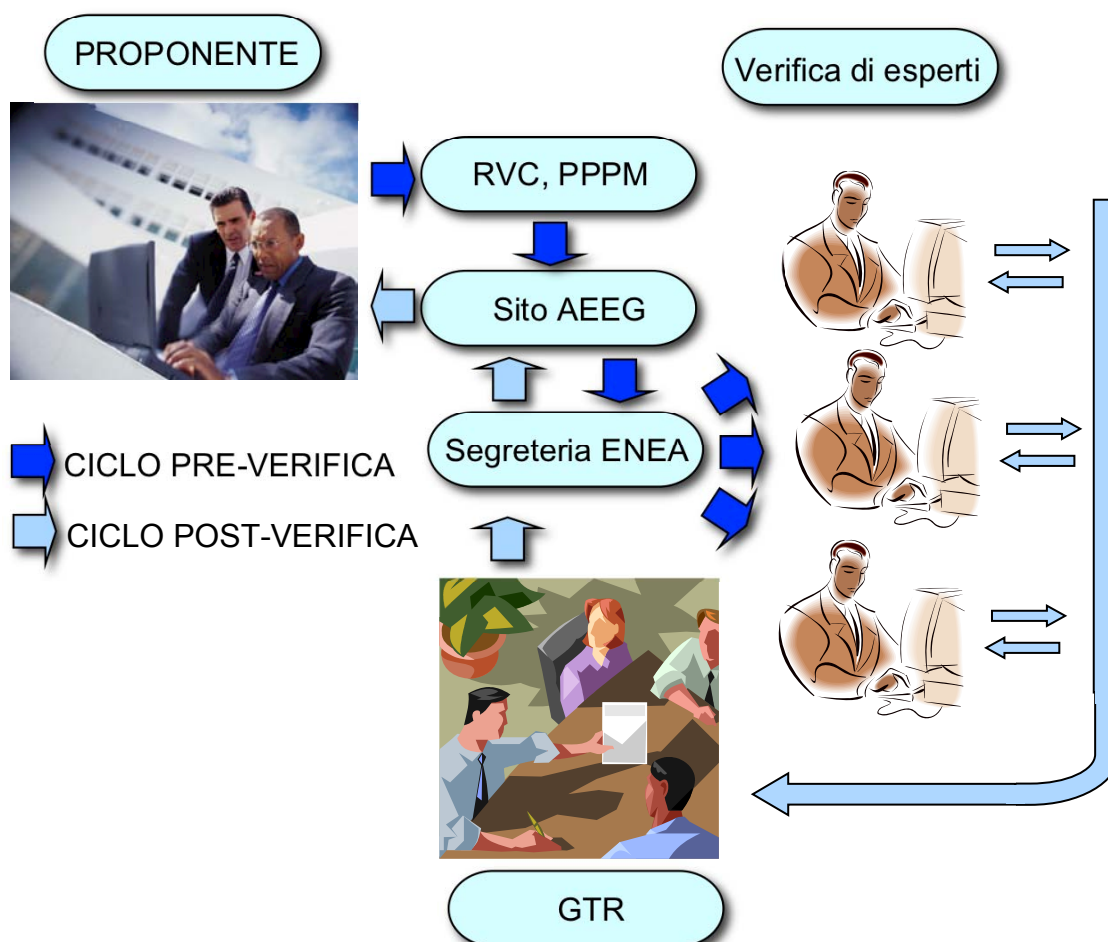 PROPONENTE
Verifica di esperti
RVC, PPPM
Sito AEEG
Segreteria ENEA
CICLO PRE-VERIFICA
CICLO POST-VERIFICA
GTR